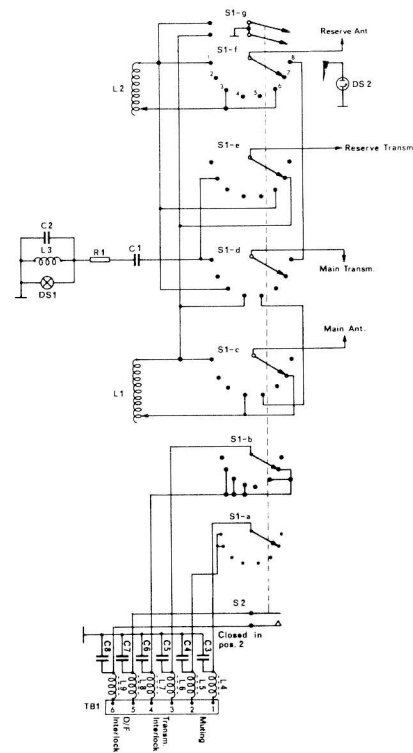 S1-g
Reserve Ant
S1-f
1
8
2
7
3
4
5
6
DS 2
L2
S1-e
Reserve Transm
C2
L3
R1
C1
DS1
S1-d
Main Transm.
Main Ant.
S1-c
L1
S1-b
S1-a
S2
Closed in
pos. 2
C8
C7
C6
C5
C4
C3
L9
L8
L7
L6
L5
L4
TB1
6
5
4
3
2
1
Interlock
D/F
Interlock
Transm.
Muting